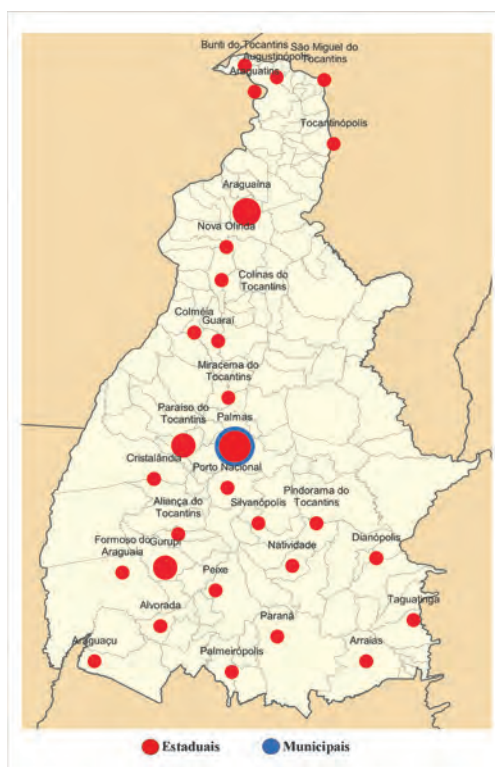 Buriti do Tocantins
Augustinópolis
São Miguel do
Tocantins
Araguatins
Tocantinópolis
Araguaína
Nova Olinda
Colinas do
Tocantins
Colméia
Guaraí
Miracema do
Tocantins
Paraíso do
Tocantins
Palmas
Cristalândia
Porto Nacional
Aliança do
Tocantins
Silvanópolis
Pindorama do
Tocantins
Formoso do
Araguaia
Gurupi
Natividade
Dianópolis
Peixe
Taguatinga
Alvorada
Paranã
Araguaçu
Palmeirópolis
Arraias
Estaduais
Municipais